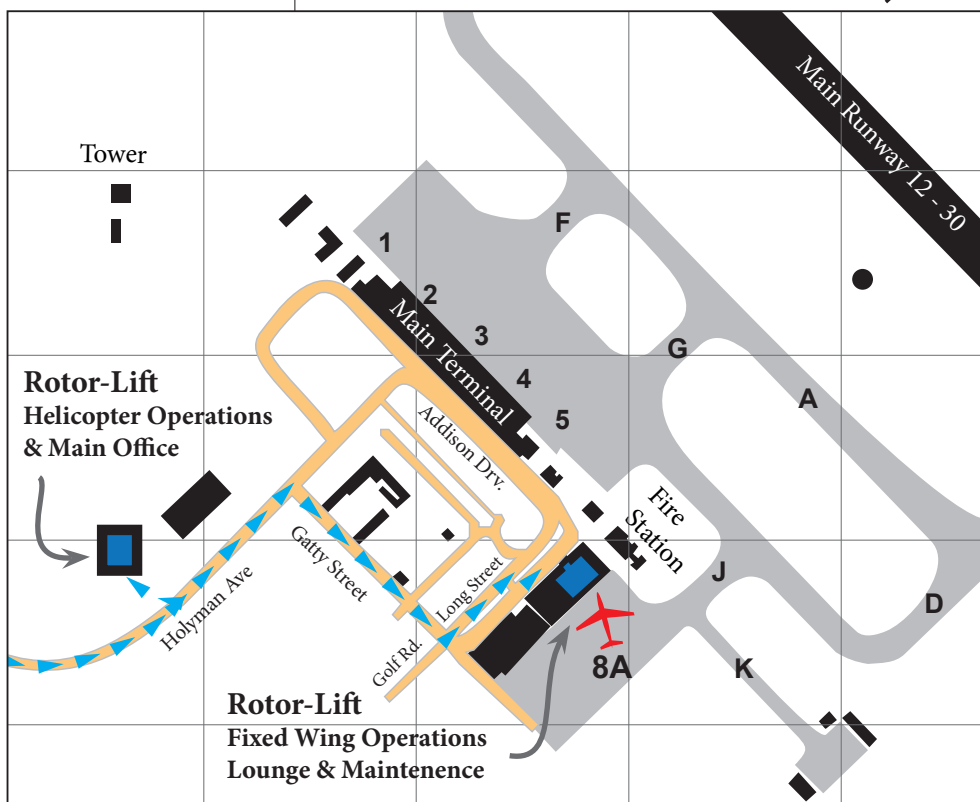 Main Runway 12 - 30
Tower
F
1
2
3
4
5
Main Terminal
G
A
Rotor-Lift
Helicopter Operations
& Main Office
Addison Drv.
Fire
Station
Gatty Street
Long Street
Holyman Ave
Golf Rd.
J
D
8A
K
Rotor-Lift
Fixed Wing Operations
Lounge & Maintenence